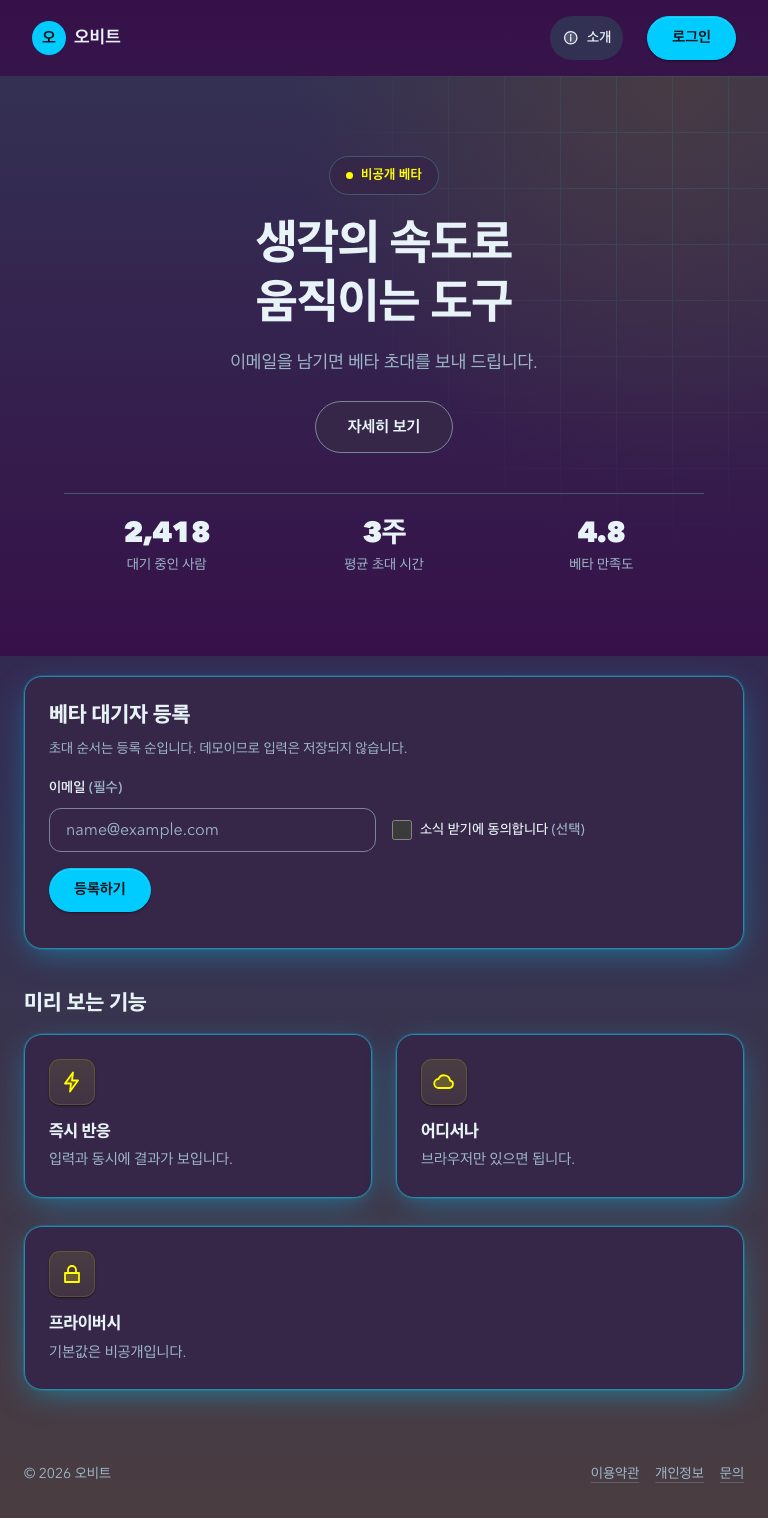 오 오비트
소개
로그인
비공개 베타
생각의 속도로
움직이는 도구
이메일을 남기면 베타 초대를 보내 드립니다.
자세히 보기
2,418
대기 중인 사람
3주
평균 초대 시간
4.8
베타 만족도
베타 대기자 등록
초대 순서는 등록 순입니다. 데모이므로 입력은 저장되지 않습니다.
이메일 (필수)
name@example.com
소식 받기에 동의합니다 (선택)
등록하기
미리 보는 기능
즉시 반응
입력과 동시에 결과가 보입니다.
어디서나
브라우저만 있으면 됩니다.
프라이버시
기본값은 비공개입니다.
© 2026 오비트
이용약관 개인정보 문의